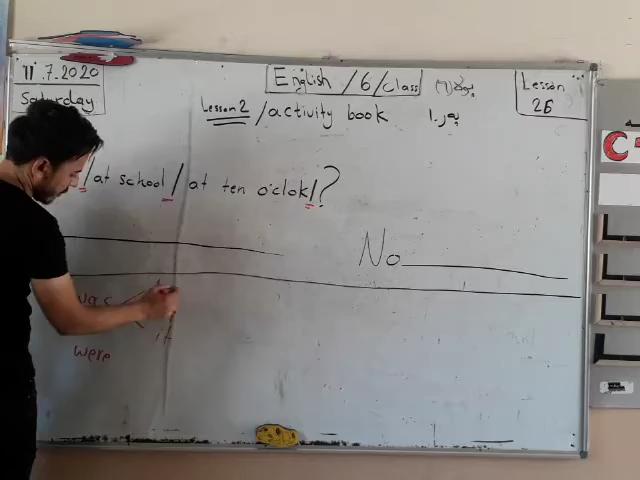 11.7.2020
Saturday
English /6/class
Lesson 2 /activity book
Lesson
26
/at school / at ten o'clok/?
No
was
it
were